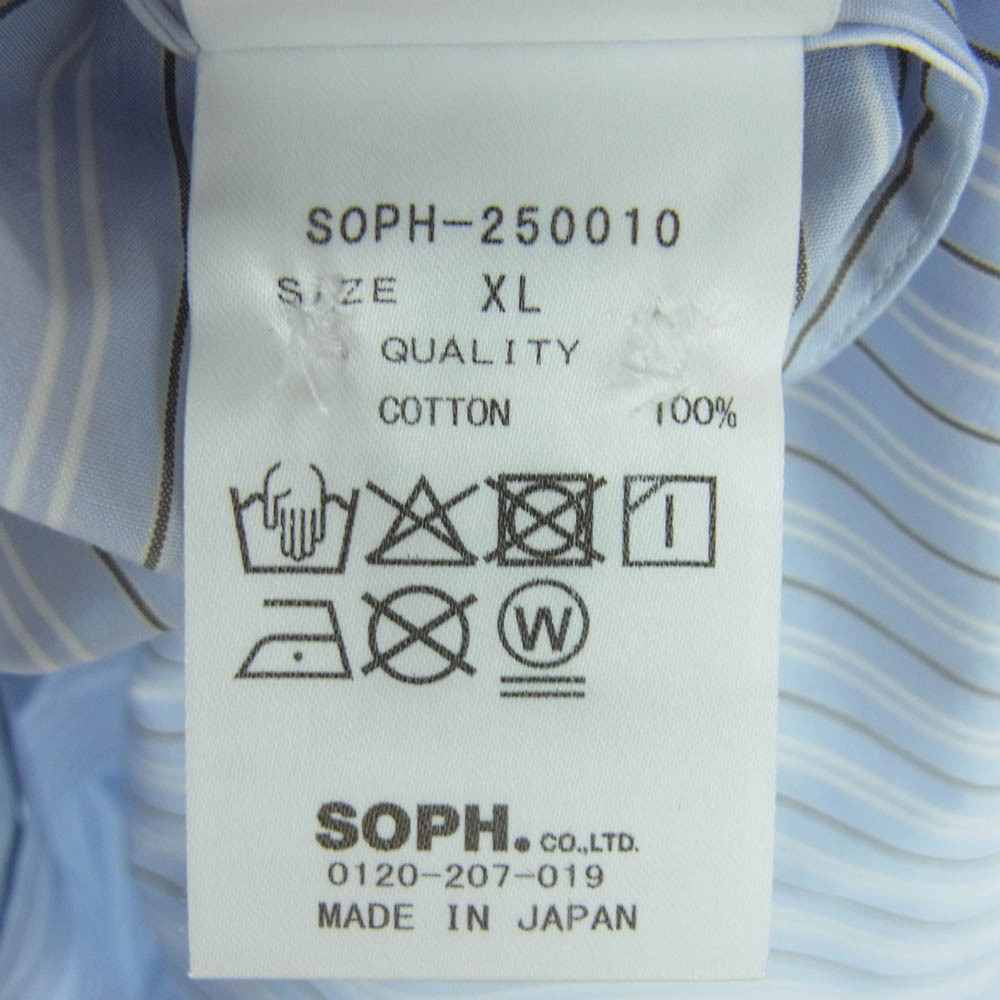 SOPH-250010
SIZE XL
QUALITY
COTTON 100%
W
SOPH. CO.,LTD.
0120-207-019
MADE IN JAPAN